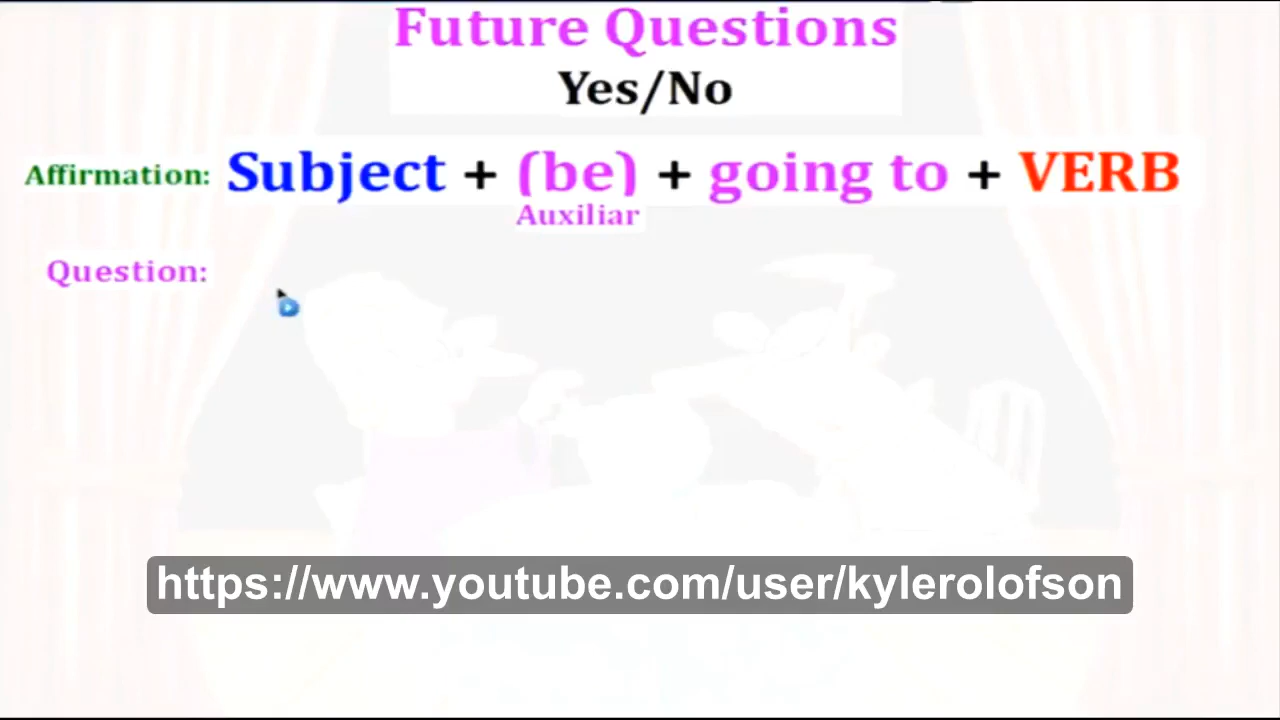 Future Questions
Yes/No
Affirmation: Subject + (be) + going to + VERB
Auxiliar
Question:
https://www.youtube.com/user/kylerolofson